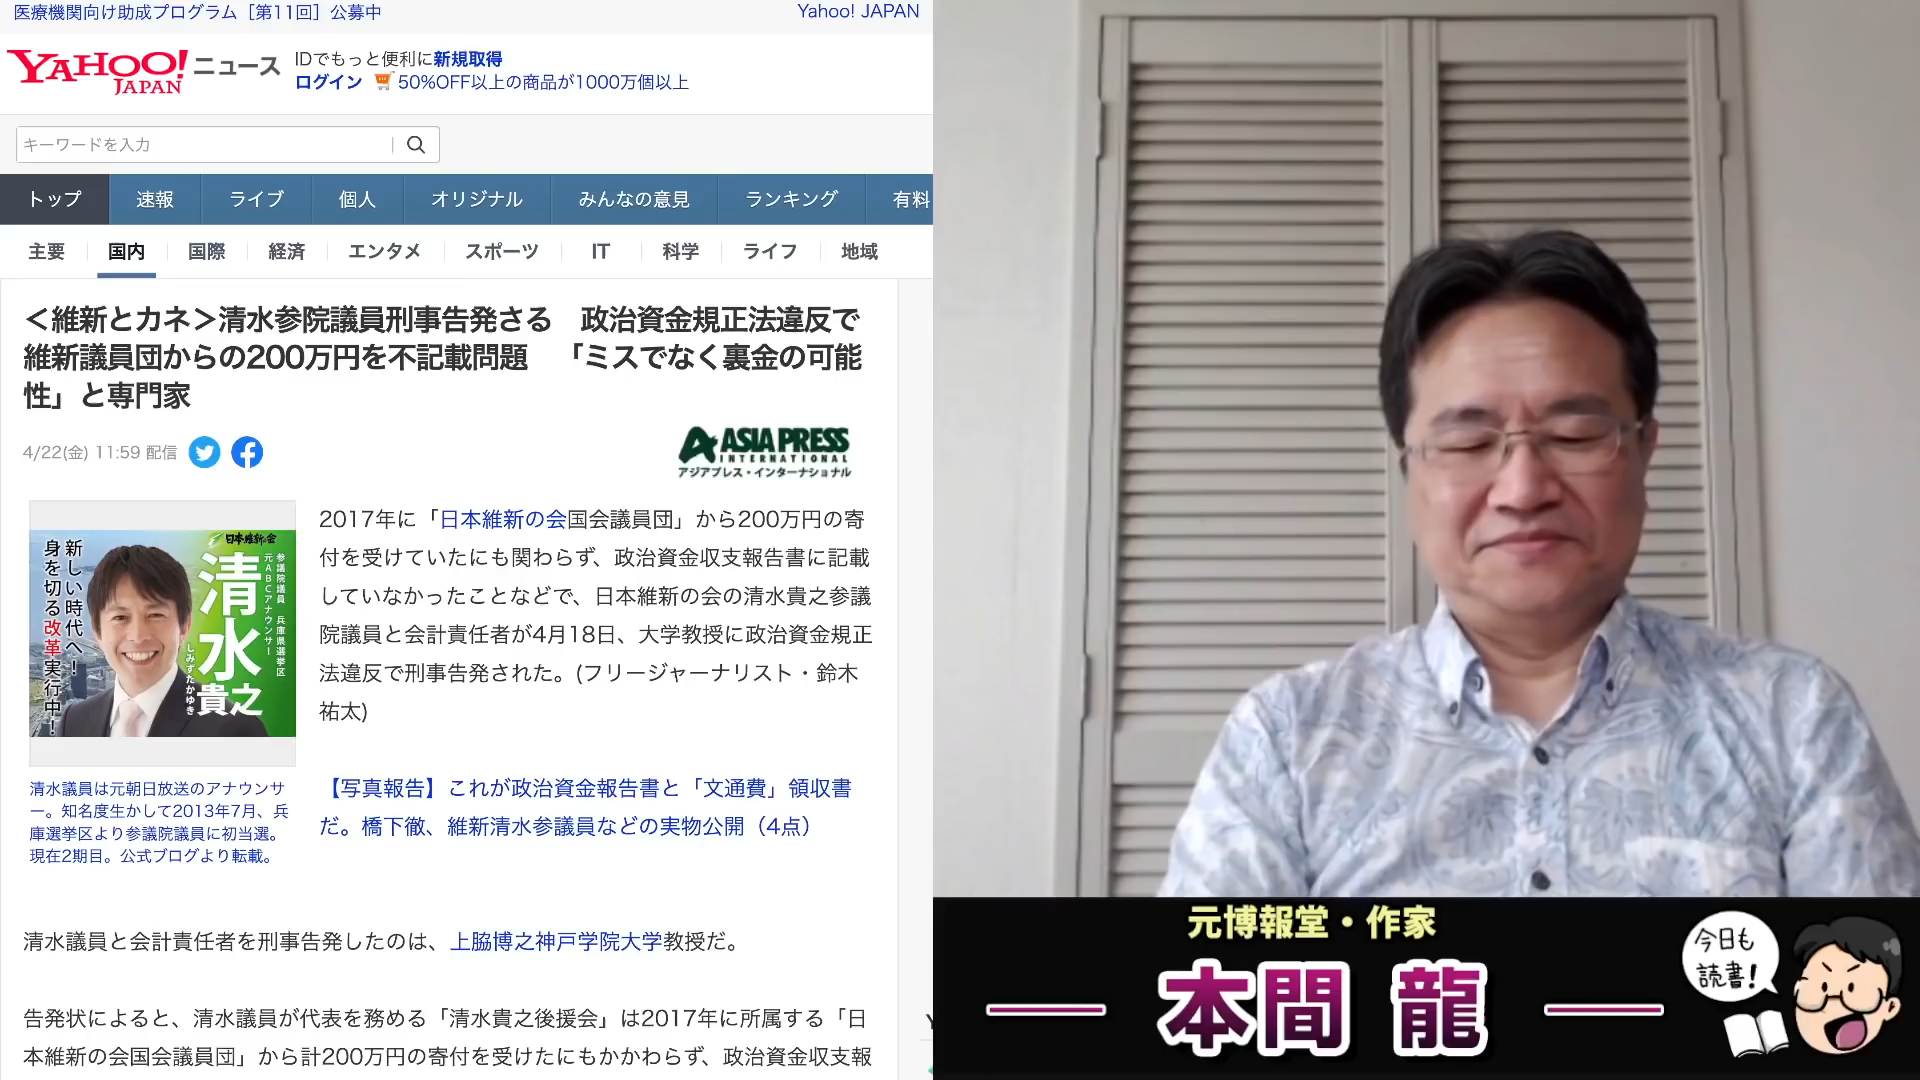 医療機関向け助成プログラム［第11回］公募中
Yahoo! JAPAN
YAHOO! JAPAN ニュース
IDでもっと便利に新規取得
ログイン 50%OFF以上の商品が1000万個以上
キーワードを入力
トップ 速報 ライブ 個人 オリジナル みんなの意見 ランキング 有料
主要 国内 国際 経済 エンタメ スポーツ IT 科学 ライフ 地域
＜維新とカネ＞清水参院議員刑事告発さる　政治資金規正法違反で
維新議員団からの200万円を不記載問題　「ミスでなく裏金の可能
性」と専門家
4/22(金) 11:59 配信
ASIA PRESS
INTERNATIONAL
アジアプレス・インターナショナル
日本維新の会
参議院議員 兵庫県選挙区
元ABCアナウンサー
清水貴之
しみずたかゆき
新しい時代へ！
身を切る改革実行中！
清水議員は元朝日放送のアナウンサ
ー。知名度生かして2013年7月、兵
庫選挙区より参議院議員に初当選。
現在2期目。公式ブログより転載。
2017年に「日本維新の会国会議員団」から200万円の寄
付を受けていたにも関わらず、政治資金収支報告書に記載
していなかったことなどで、日本維新の会の清水貴之参議
院議員と会計責任者が4月18日、大学教授に政治資金規正
法違反で刑事告発された。(フリージャーナリスト・鈴木
祐太)
【写真報告】これが政治資金報告書と「文通費」領収書
だ。橋下徹、維新清水参議員などの実物公開（4点）
清水議員と会計責任者を刑事告発したのは、上脇博之神戸学院大学教授だ。
告発状によると、清水議員が代表を務める「清水貴之後援会」は2017年に所属する「日
本維新の会国会議員団」から計200万円の寄付を受けたにもかかわらず、政治資金収支報
元博報堂・作家
本間 龍
今日も
読書！